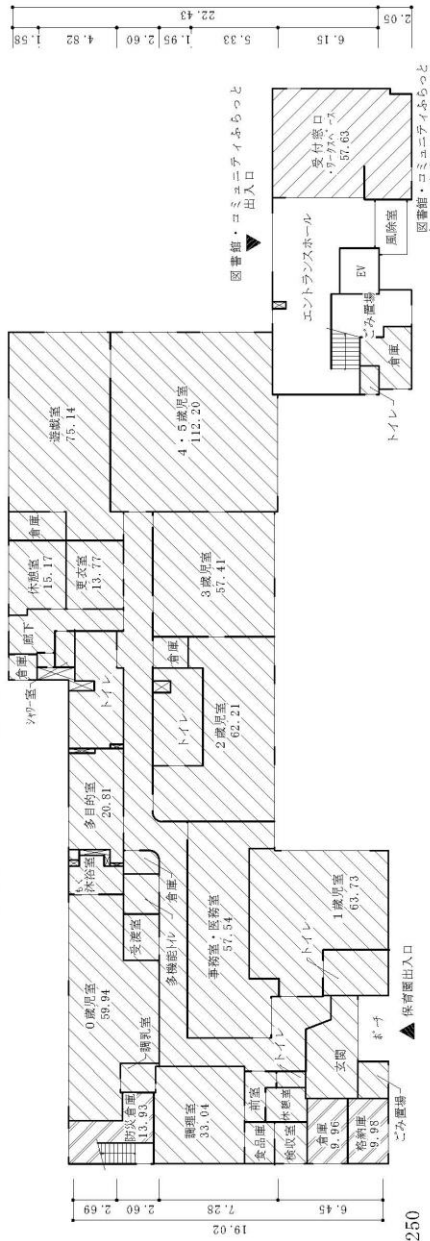 22.43
1.58
4.82
2.60
1.95
5.33
6.15
2.05
図書館・コミュニティふらっと
出入口
受付窓口
・ワークスペース
57.63
エントランスホール
風除室
EV
ごみ置場
倉庫
トイレ
図書館・コミュニティふらっと
遊戯室
75.14
4・5歳児室
112.20
倉庫
休憩室
15.17
更衣室
13.77
3歳児室
57.41
廊下
倉庫
シャワー室
トイレ
倉庫
トイレ
2歳児室
62.21
多目的室
20.81
沐浴室
倉庫
多機能トイレ
受渡室
0歳児室
59.94
調乳室
事務室・医務室
57.54
1歳児室
63.73
トイレ
トイレ
防災倉庫
13.93
調理室
33.04
前室
休憩室
食品庫
検収室
倉庫
9.96
格納庫
9.98
玄関
ポーチ
保育園出入口
ごみ置場
2.69
2.60
7.28
6.45
19.02
250